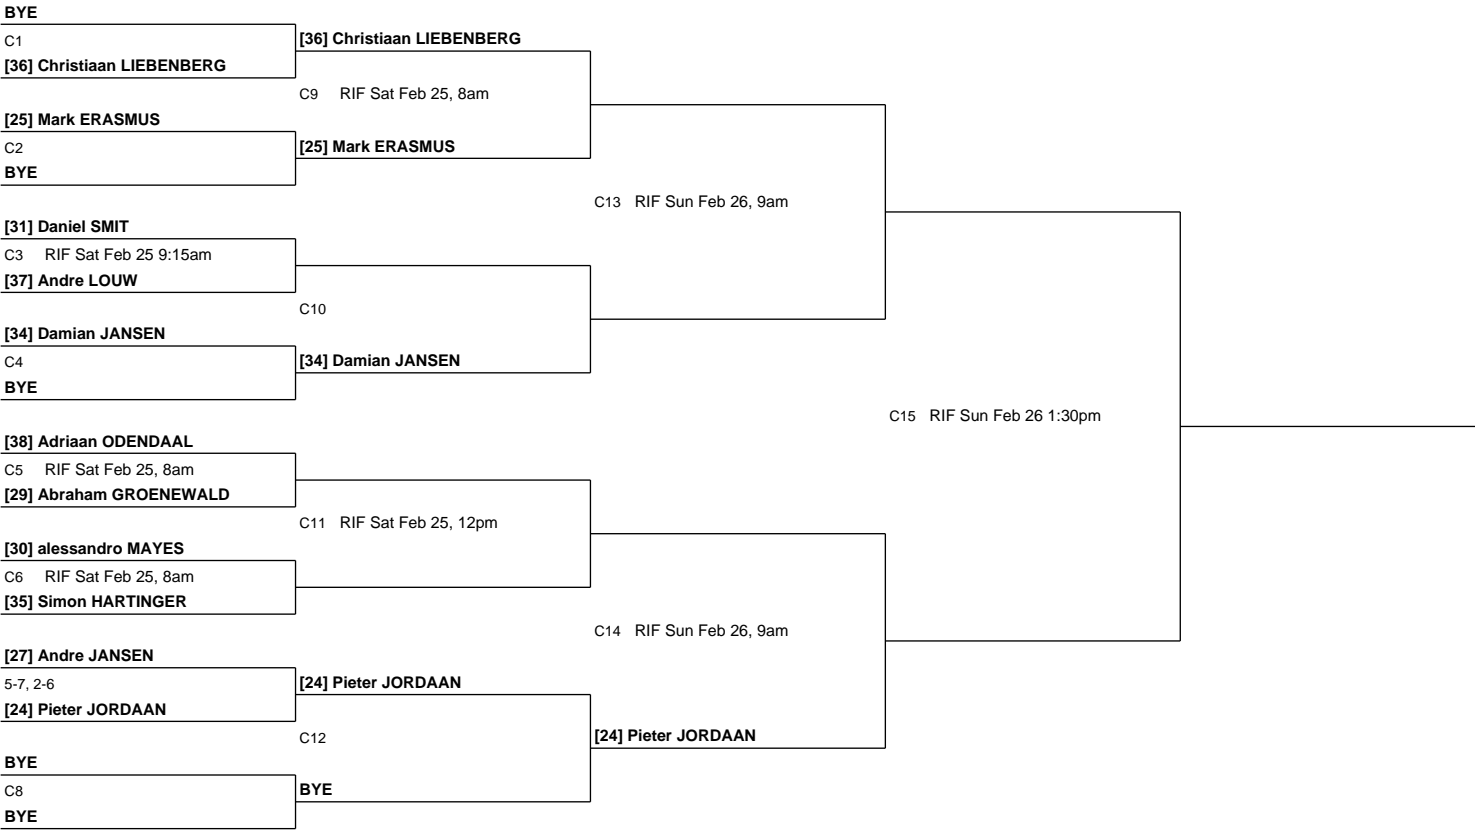 BYE
C1
[36] Christiaan LIEBENBERG
[36] Christiaan LIEBENBERG
C9 RIF Sat Feb 25, 8am
[25] Mark ERASMUS
C2
BYE
[25] Mark ERASMUS
C13 RIF Sun Feb 26, 9am
[31] Daniel SMIT
C3 RIF Sat Feb 25 9:15am
[37] Andre LOUW
C10
[34] Damian JANSEN
C4
BYE
[34] Damian JANSEN
C15 RIF Sun Feb 26 1:30pm
[38] Adriaan ODENDAAL
C5 RIF Sat Feb 25, 8am
[29] Abraham GROENEWALD
C11 RIF Sat Feb 25, 12pm
[30] alessandro MAYES
C6 RIF Sat Feb 25, 8am
[35] Simon HARTINGER
C14 RIF Sun Feb 26, 9am
[27] Andre JANSEN
5-7, 2-6
[24] Pieter JORDAAN
[24] Pieter JORDAAN
C12
[24] Pieter JORDAAN
BYE
C8
BYE
BYE